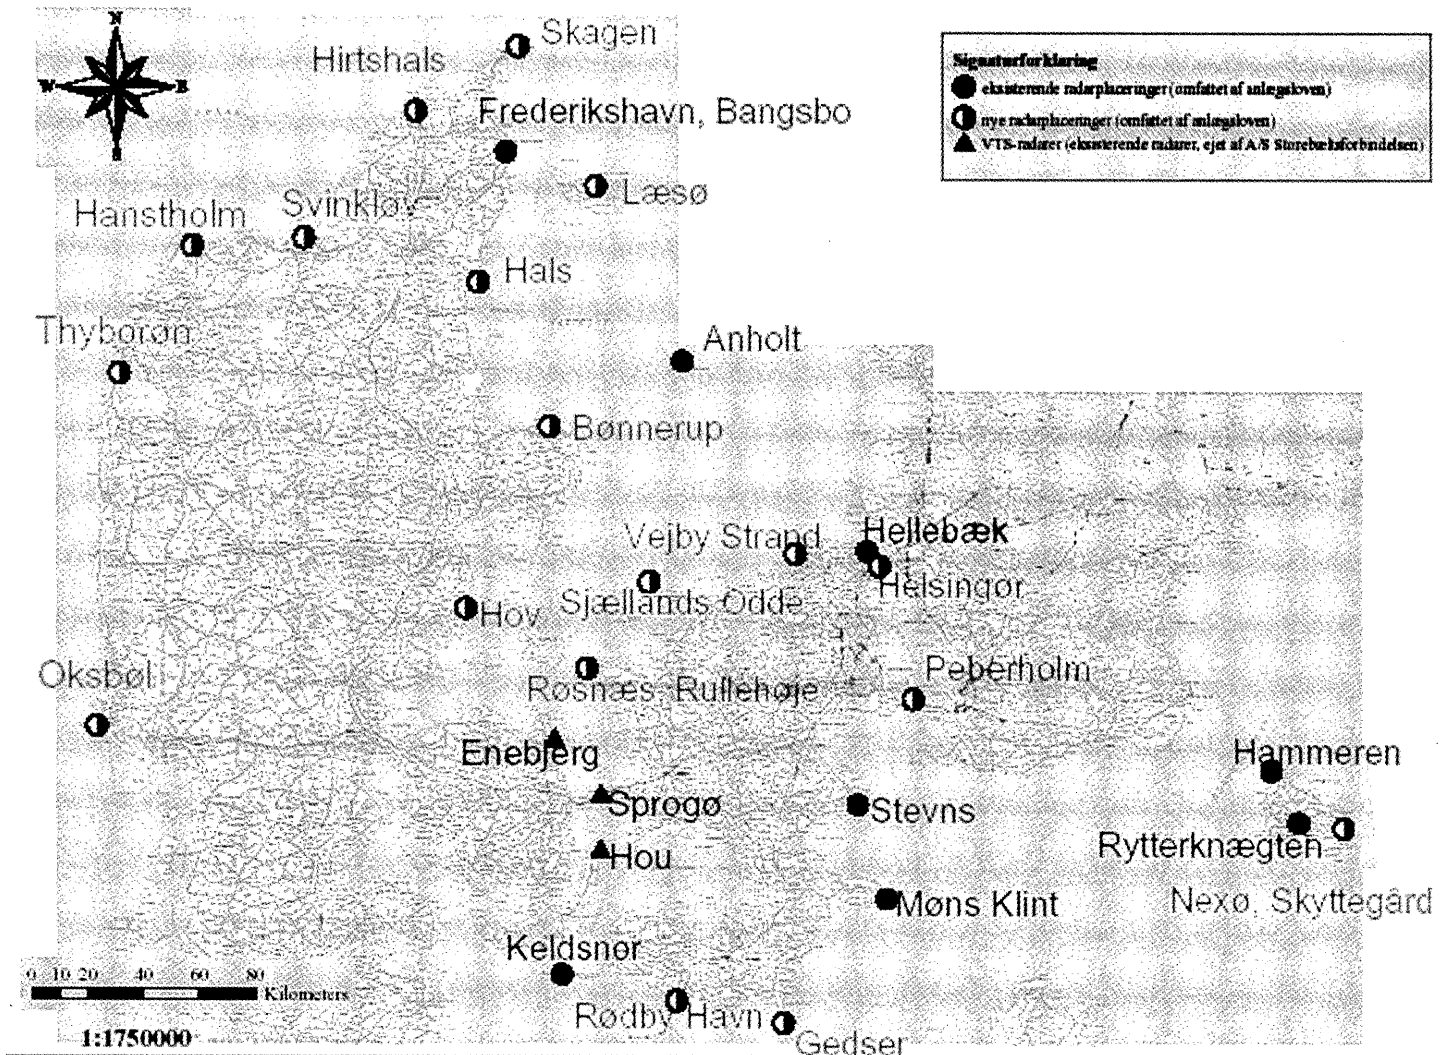 N
W
E
S
Skagen
Hirtshals
Frederikshavn, Bangsbo
Læsø
Hanstholm
Svinkløv
Hals
Thyborøn
Anholt
Bønnerup
Vejby Strand
Hellebæk
Helsingør
Sjællands Odde
Hov
Oksbøl
Røsnæs, Rullehøje
Peberholm
Enebjerg
Hammeren
Sprogø
Stevns
Rytterknægten
Hou
Møns Klint
Nexø, Skyttegård
Keldsnor
Rødby Havn
Gedser
Signaturforklaring
eksisterende radarplaceringer (omfattet af anlægsloven)
nye radarplaceringer (omfattet af anlægsloven)
VTS-radarer (eksisterende radarer, ejet af A/S Storebæltsforbindelsen)
0 10 20 40 60 80
Kilometers
1:1750000